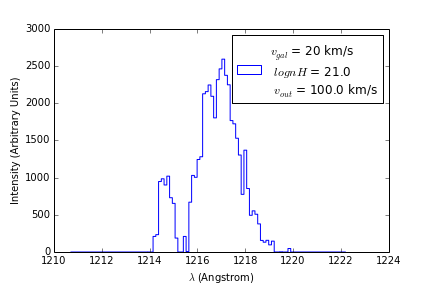 3000
2500
2000
1500
1000
500
0
Intensity (Arbitrary Units)
v_gal = 20 km/s
lognH = 21.0
v_out = 100.0 km/s
1210 1212 1214 1216 1218 1220 1222 1224
λ (Angstrom)